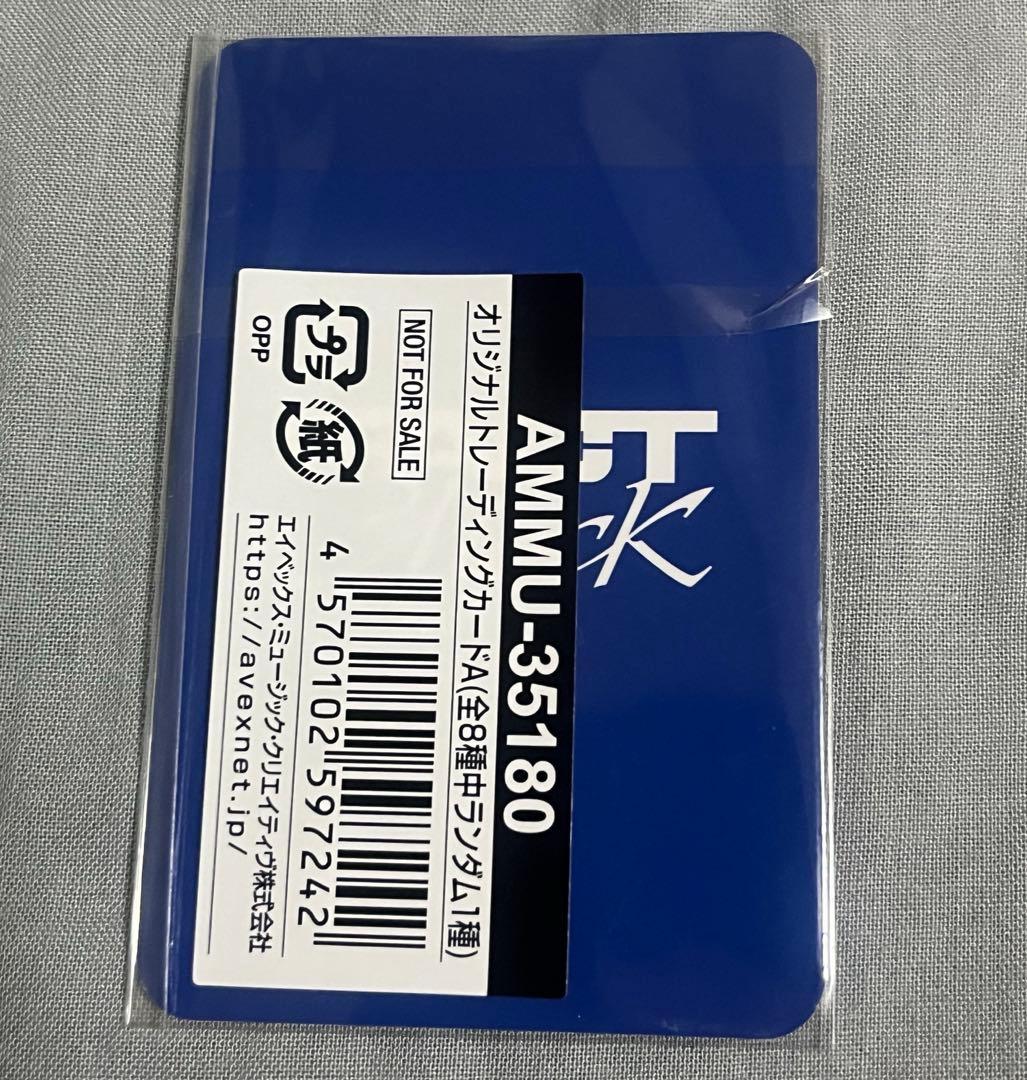 AMMU-35180
オリジナルトレーディングカードA(全8種中ランダム1種)
NOT FOR SALE
プラ
OPP
紙
4 570102 597242
エイベックス・ミュージック・クリエイティヴ株式会社
https://avexnet.jp/